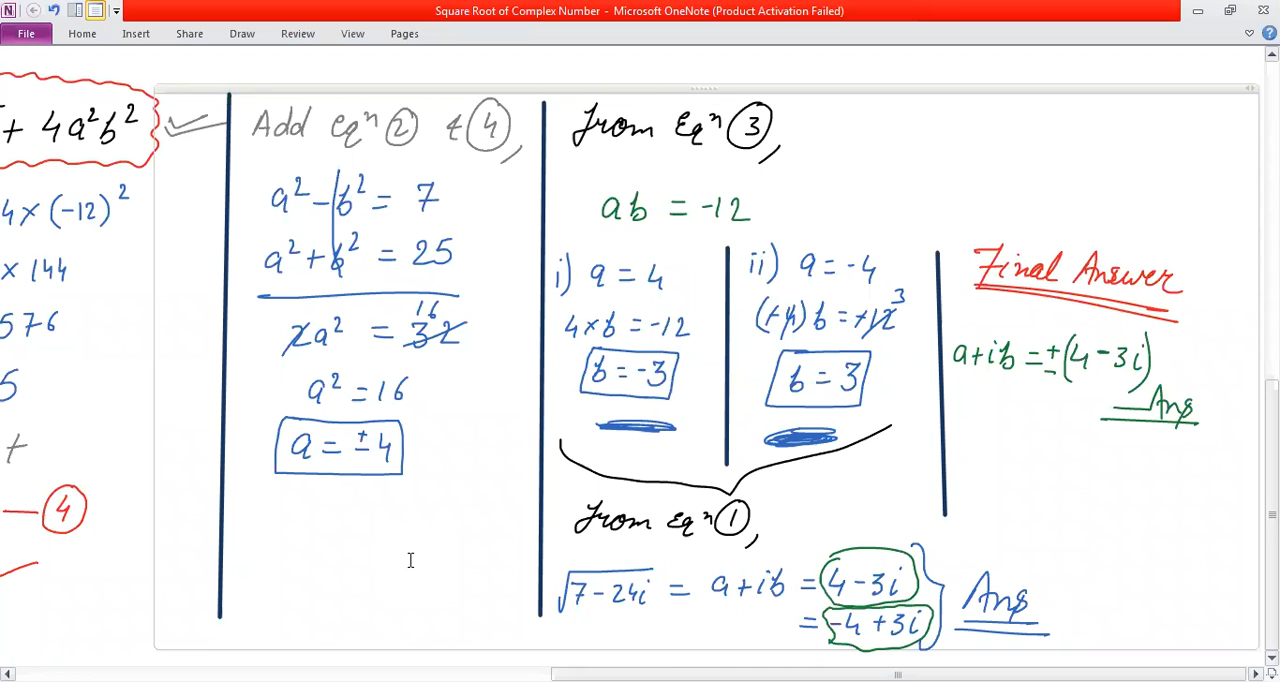 Square Root of Complex Number - Microsoft OneNote (Product Activation Failed)
File Home Insert Share Draw Review View Pages
+ 4a²b²
4 × (-12)²
× 144
576
5
4
Add Eqⁿ ② & ④,
a² - b² = 7
a² + b² = 25
2a² = 32 16
a² = 16
a = ± 4
From Eqⁿ ③,
ab = -12
i) a = 4
4 × b = -12
b = -3
ii) a = -4
(-4) b = -12 3
b = 3
From Eqⁿ ①,
√7 - 24i = a + ib = 4 - 3i
= -4 + 3i
Ans
Final Answer
a + ib = ± (4 - 3i)
Ans